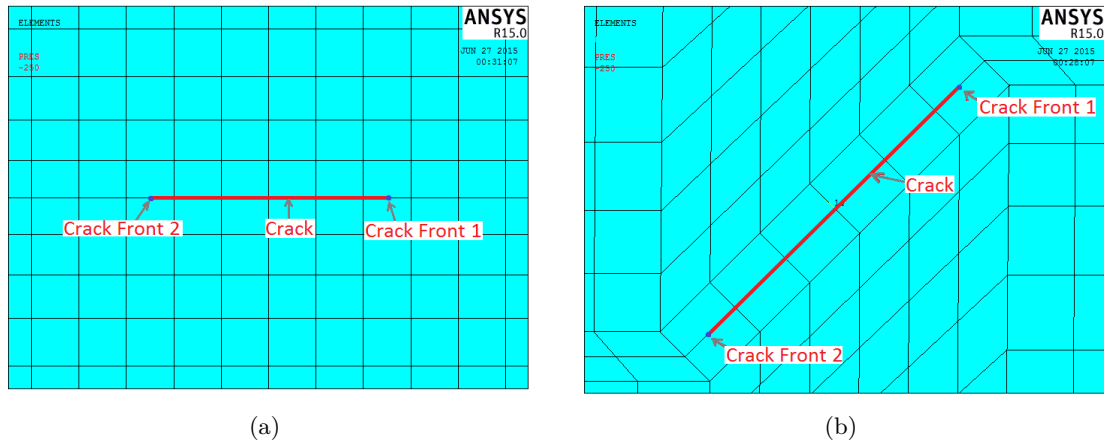 ELEMENTS
PRES
-250
ANSYS
R15.0
JUN 27 2015
00:31:07
Crack Front 2
Crack
Crack Front 1
(a)
ELEMENTS
PRES
-250
ANSYS
R15.0
JUN 27 2015
00:28:07
Crack Front 1
Crack
Crack Front 2
(b)